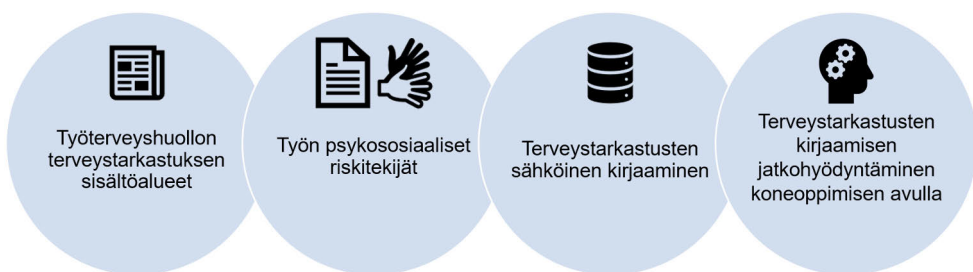 Työterveyshuollon
terveystarkastuksen
sisältöalueet
Työn psykososiaaliset
riskitekijät
Terveystarkastusten
sähköinen kirjaaminen
Terveystarkastusten
kirjaamisen
jatkohyödyntäminen
koneoppimisen avulla